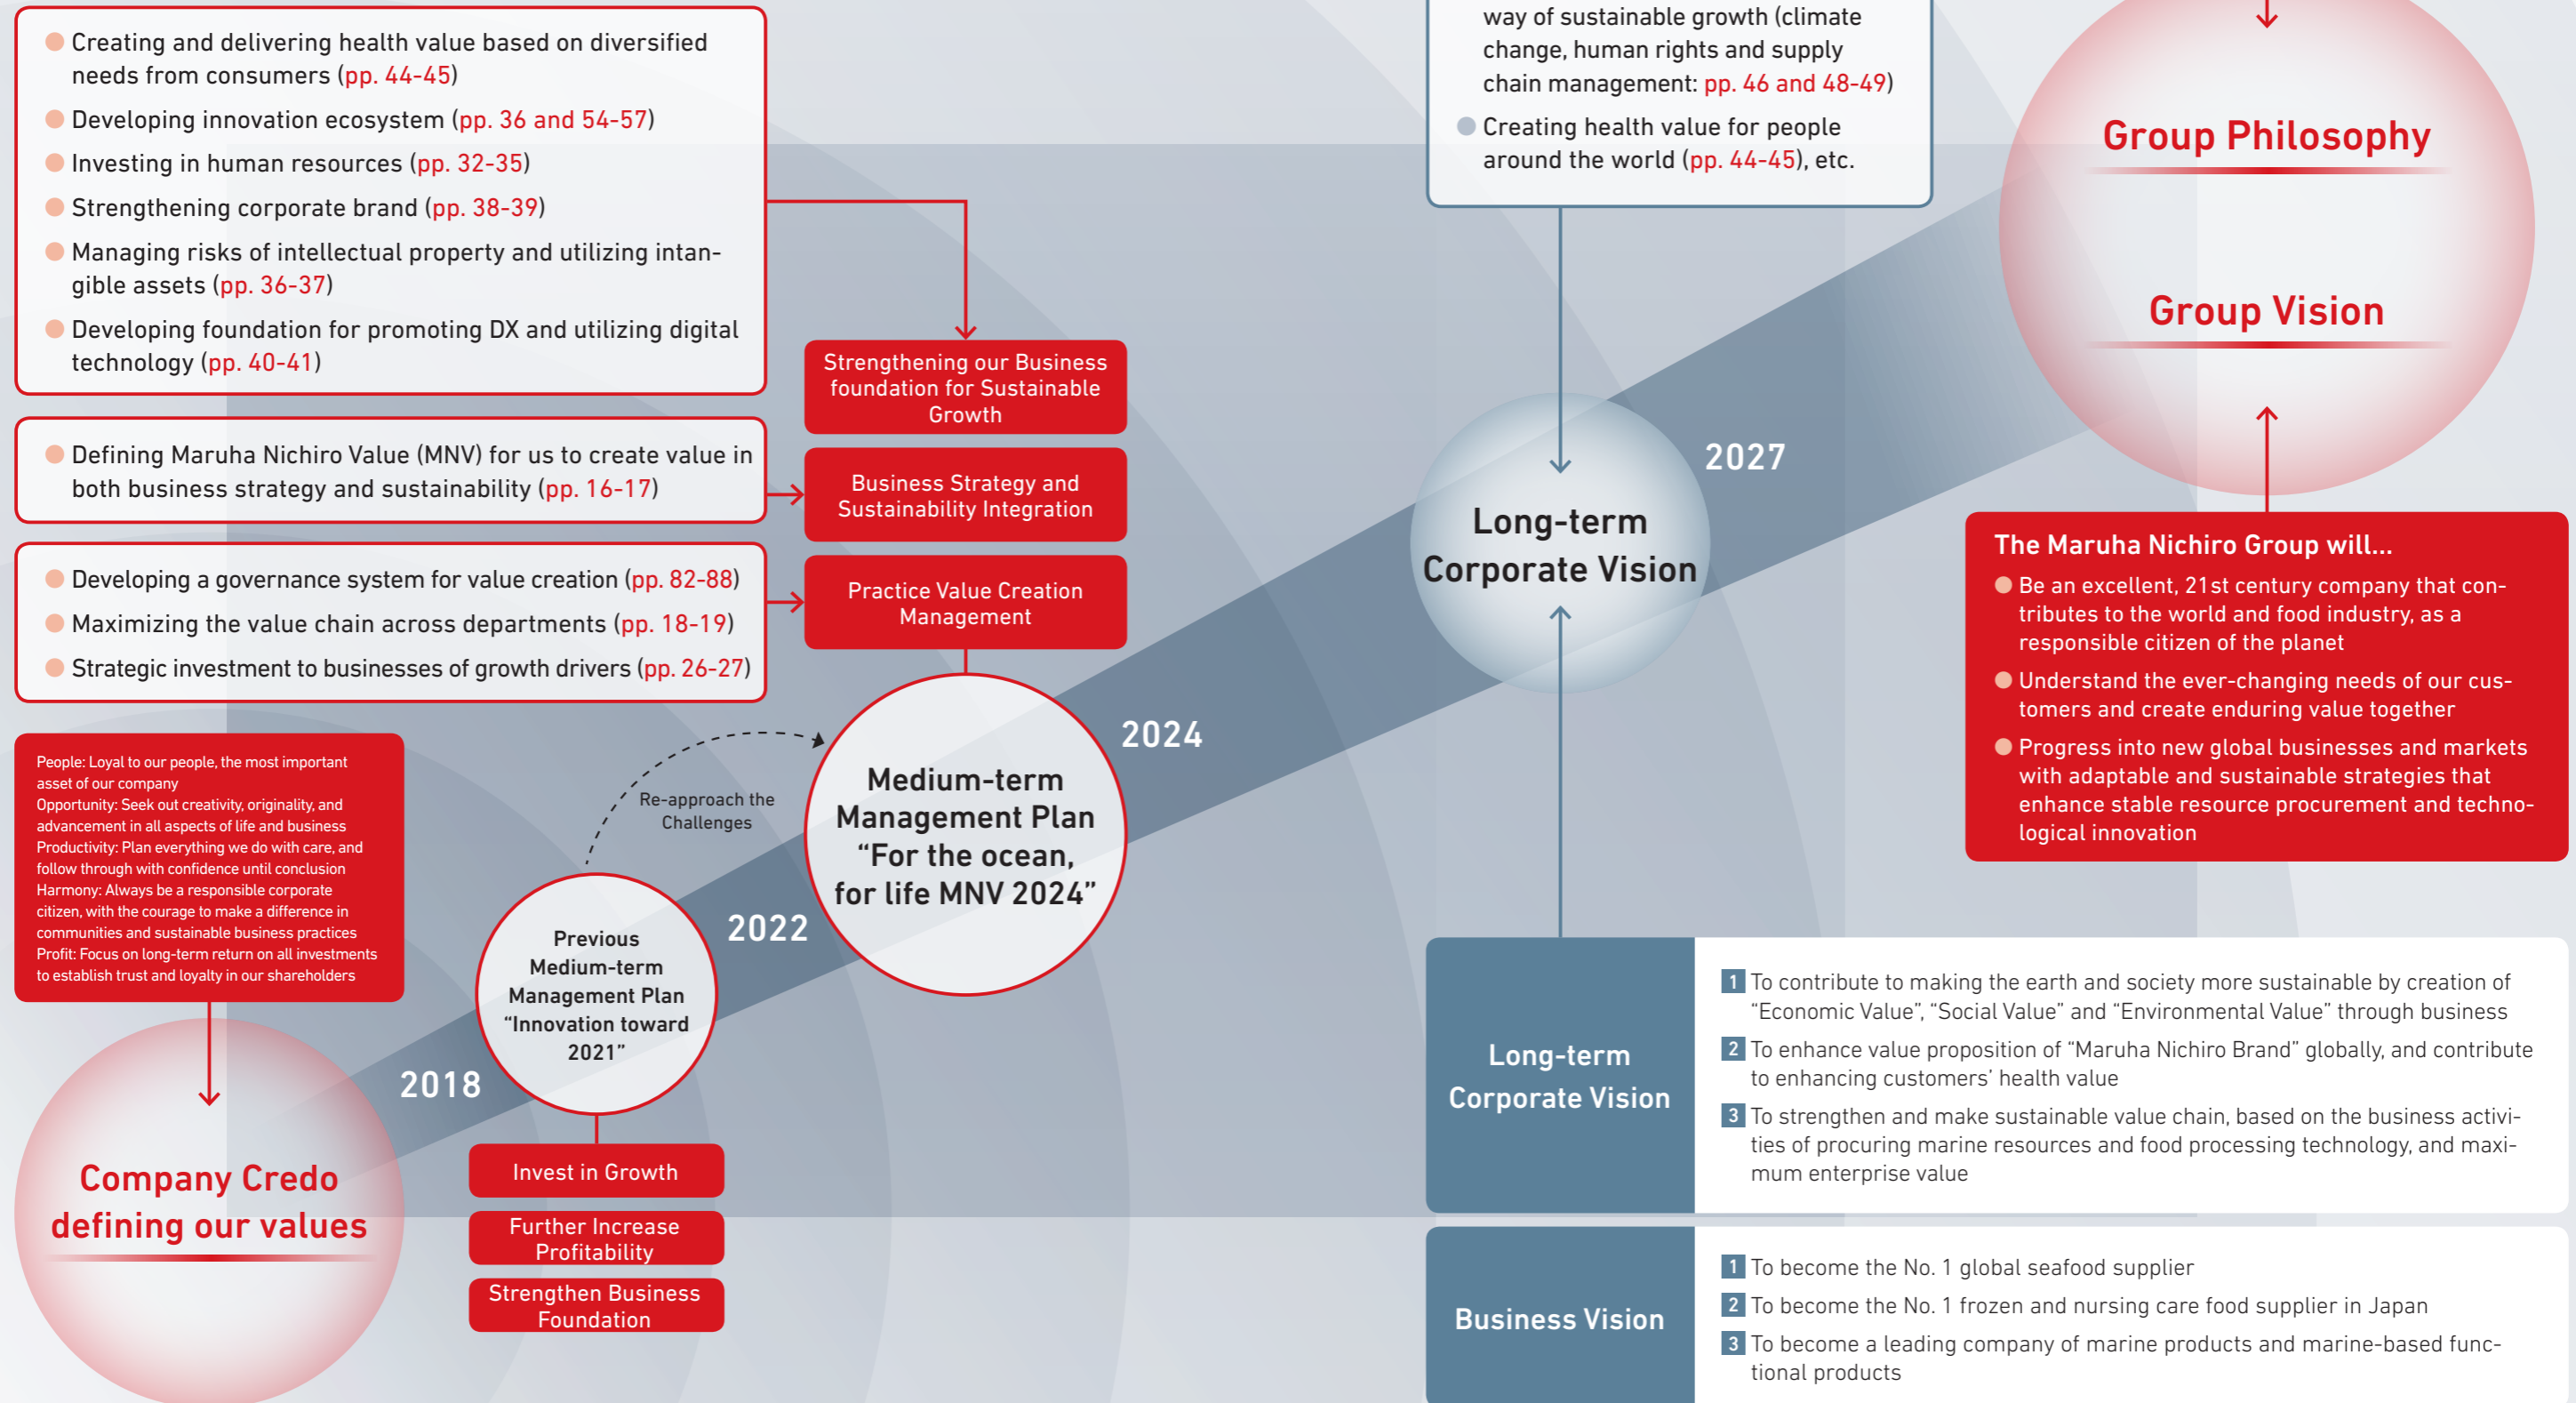 Creating and delivering health value based on diversified
needs from consumers (pp. 44-45)
Developing innovation ecosystem (pp. 36 and 54-57)
Investing in human resources (pp. 32-35)
Strengthening corporate brand (pp. 38-39)
Managing risks of intellectual property and utilizing intan-
gible assets (pp. 36-37)
Developing foundation for promoting DX and utilizing digital
technology (pp. 40-41)
Defining Maruha Nichiro Value (MNV) for us to create value in
both business strategy and sustainability (pp. 16-17)
Developing a governance system for value creation (pp. 82-88)
Maximizing the value chain across departments (pp. 18-19)
Strategic investment to businesses of growth drivers (pp. 26-27)
Strengthening our Business
foundation for Sustainable
Growth
Business Strategy and
Sustainability Integration
Practice Value Creation
Management
People: Loyal to our people, the most important
asset of our company
Opportunity: Seek out creativity, originality, and
advancement in all aspects of life and business
Productivity: Plan everything we do with care, and
follow through with confidence until conclusion
Harmony: Always be a responsible corporate
citizen, with the courage to make a difference in
communities and sustainable business practices
Profit: Focus on long-term return on all investments
to establish trust and loyalty in our shareholders
Company Credo
defining our values
2018
Previous
Medium-term
Management Plan
“Innovation toward
2021”
Invest in Growth
Further Increase
Profitability
Strengthen Business
Foundation
Re-approach the
Challenges
2022
Medium-term
Management Plan
“For the ocean,
for life MNV 2024”
2024
way of sustainable growth (climate
change, human rights and supply
chain management: pp. 46 and 48-49)
Creating health value for people
around the world (pp. 44-45), etc.
Long-term
Corporate Vision
2027
Group Philosophy
Group Vision
The Maruha Nichiro Group will...
Be an excellent, 21st century company that con-
tributes to the world and food industry, as a
responsible citizen of the planet
Understand the ever-changing needs of our cus-
tomers and create enduring value together
Progress into new global businesses and markets
with adaptable and sustainable strategies that
enhance stable resource procurement and techno-
logical innovation
Long-term
Corporate Vision
1 To contribute to making the earth and society more sustainable by creation of
“Economic Value”, “Social Value” and “Environmental Value” through business
2 To enhance value proposition of “Maruha Nichiro Brand” globally, and contribute
to enhancing customers’ health value
3 To strengthen and make sustainable value chain, based on the business activi-
ties of procuring marine resources and food processing technology, and maxi-
mum enterprise value
Business Vision
1 To become the No. 1 global seafood supplier
2 To become the No. 1 frozen and nursing care food supplier in Japan
3 To become a leading company of marine products and marine-based func-
tional products